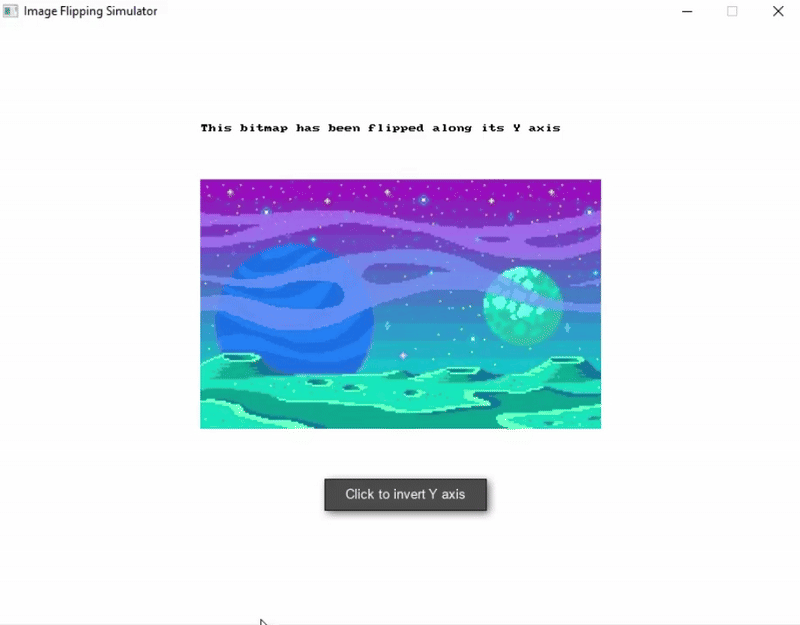 Image Flipping Simulator
This bitmap has been flipped along its Y axis
Click to invert Y axis